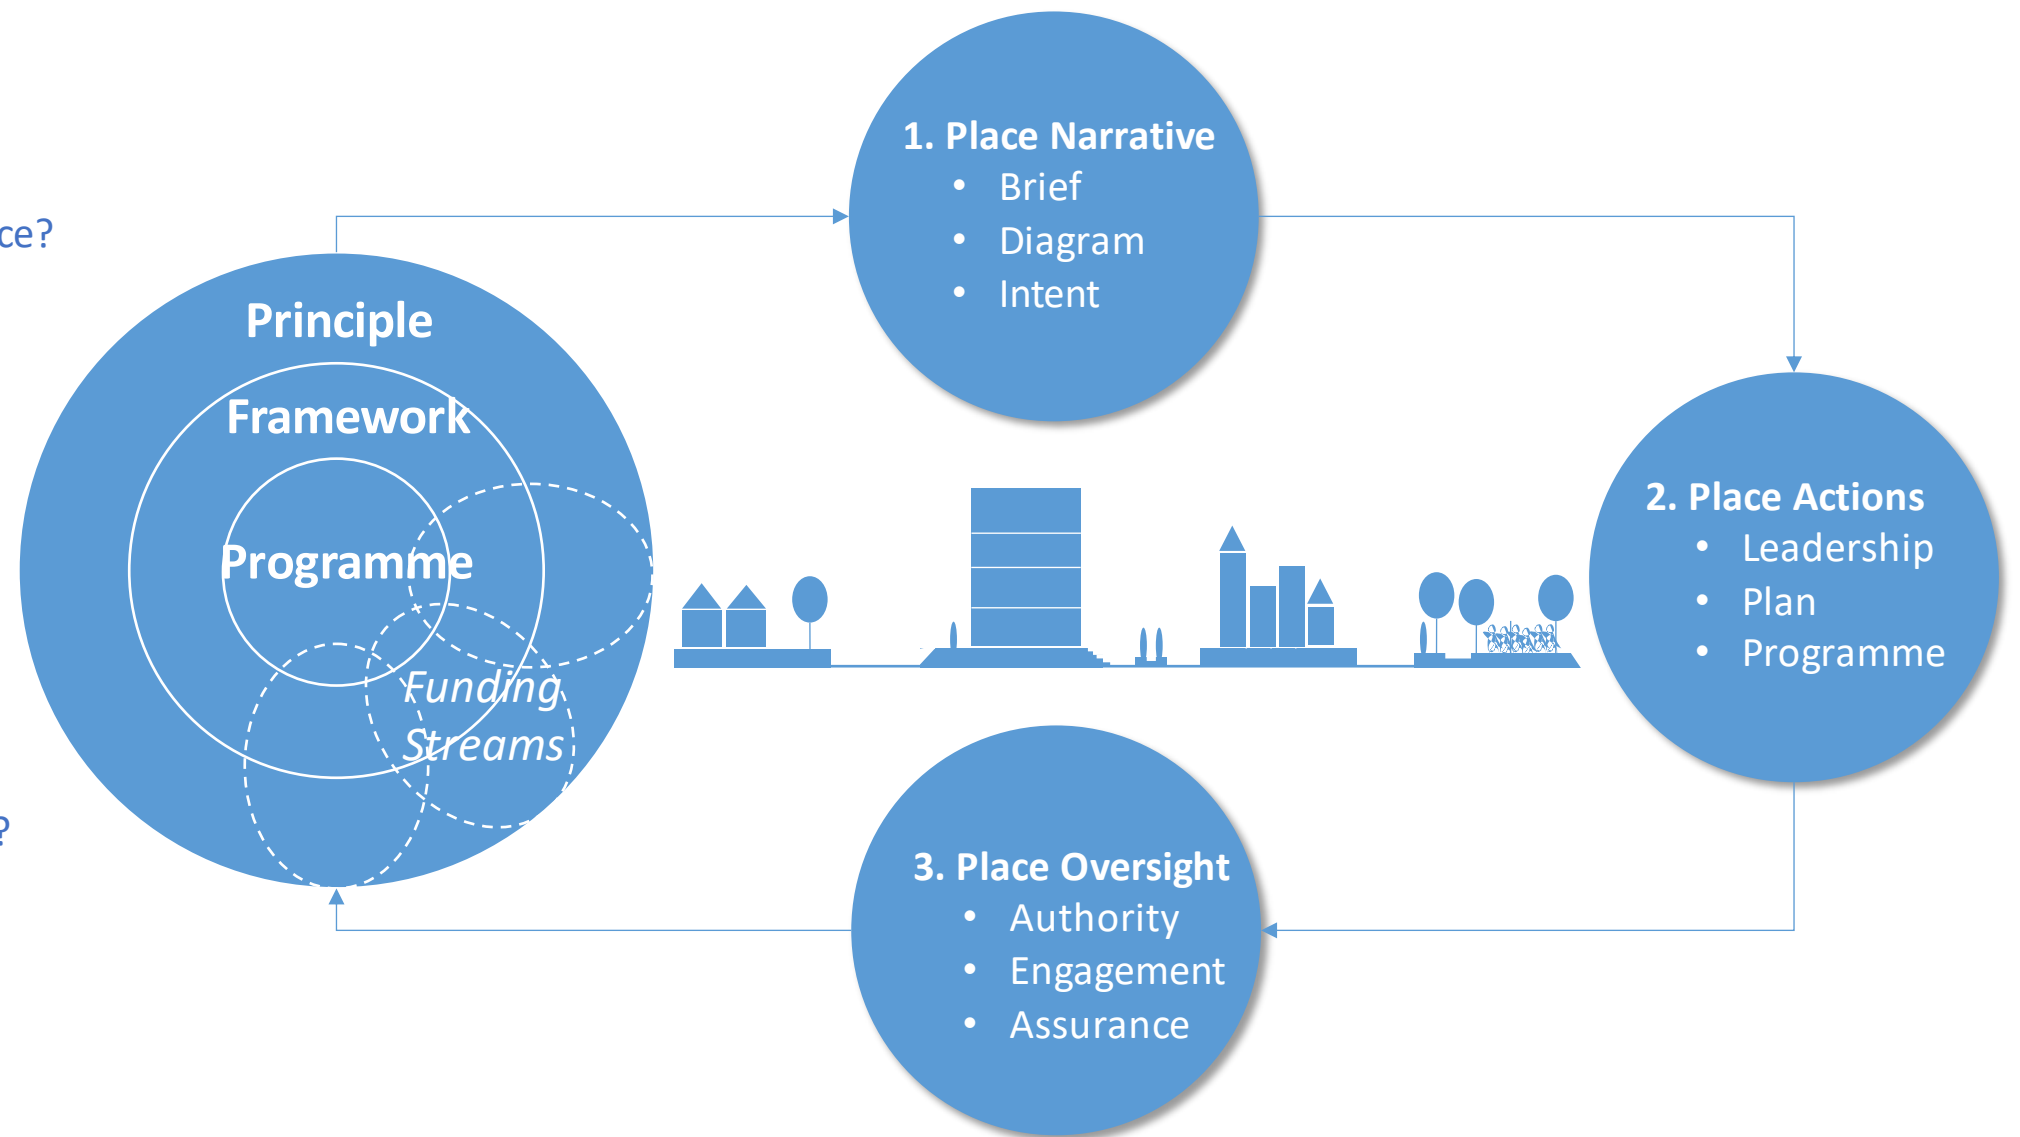 ce?
Principle
Framework
Programme
Funding
Streams
?
1. Place Narrative
• Brief
• Diagram
• Intent
2. Place Actions
• Leadership
• Plan
• Programme
3. Place Oversight
• Authority
• Engagement
• Assurance